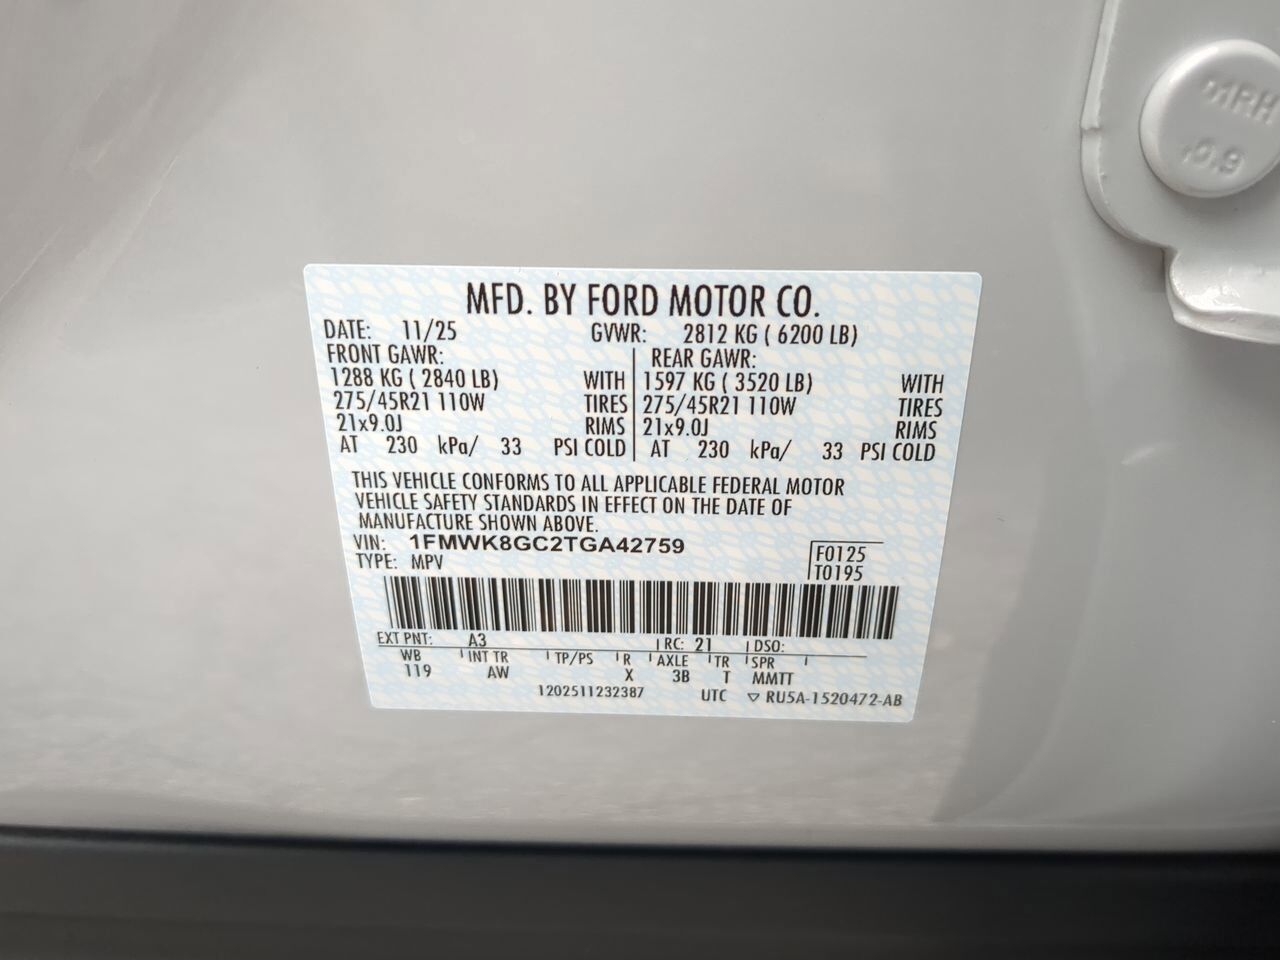 MRH
.0.9
MFD. BY FORD MOTOR CO.
DATE: 11/25 GVWR: 2812 KG ( 6200 LB)
FRONT GAWR: REAR GAWR:
1288 KG ( 2840 LB) WITH 1597 KG ( 3520 LB) WITH
275/45R21 110W TIRES 275/45R21 110W TIRES
21x9.0J RIMS 21x9.0J RIMS
AT 230 kPa/ 33 PSI COLD AT 230 kPa/ 33 PSI COLD
THIS VEHICLE CONFORMS TO ALL APPLICABLE FEDERAL MOTOR
VEHICLE SAFETY STANDARDS IN EFFECT ON THE DATE OF
MANUFACTURE SHOWN ABOVE.
VIN: 1FMWK8GC2TGA42759 F0125
TYPE: MPV T0195
EXT PNT: A3 RC: 21 DSO:
WB INT TR TP/PS R AXLE TR SPR
119 AW X 3B T MMTT
1202511232387 UTC ▽ RU5A-1520472-AB